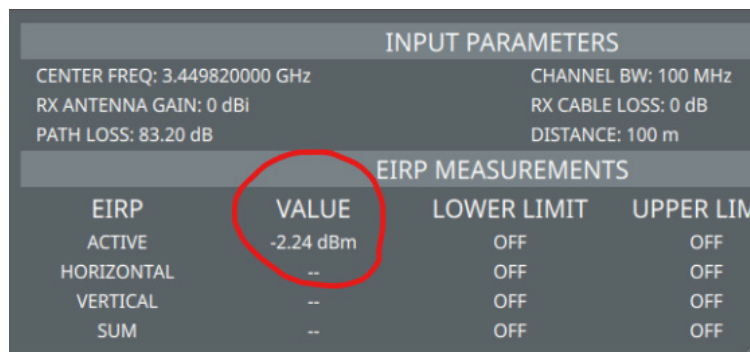 INPUT PARAMETERS
CENTER FREQ: 3.449820000 GHz CHANNEL BW: 100 MHz
RX ANTENNA GAIN: 0 dBi RX CABLE LOSS: 0 dB
PATH LOSS: 83.20 dB DISTANCE: 100 m
EIRP MEASUREMENTS
EIRP VALUE LOWER LIMIT UPPER LIM
ACTIVE -2.24 dBm OFF OFF
HORIZONTAL -- OFF OFF
VERTICAL -- OFF OFF
SUM -- OFF OFF